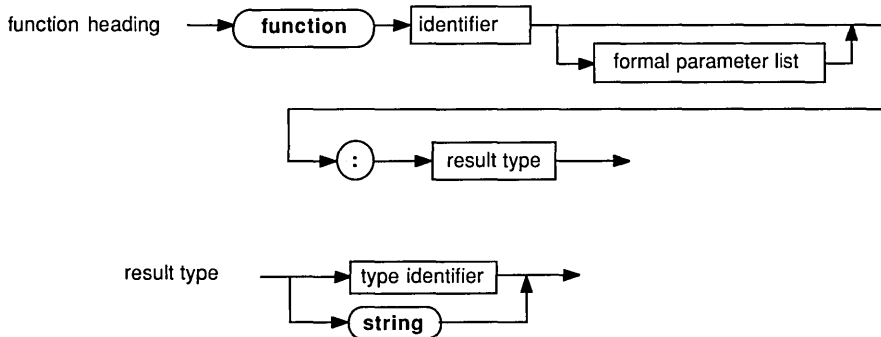 function heading function identifier
formal parameter list
: result type
result type type identifier
string